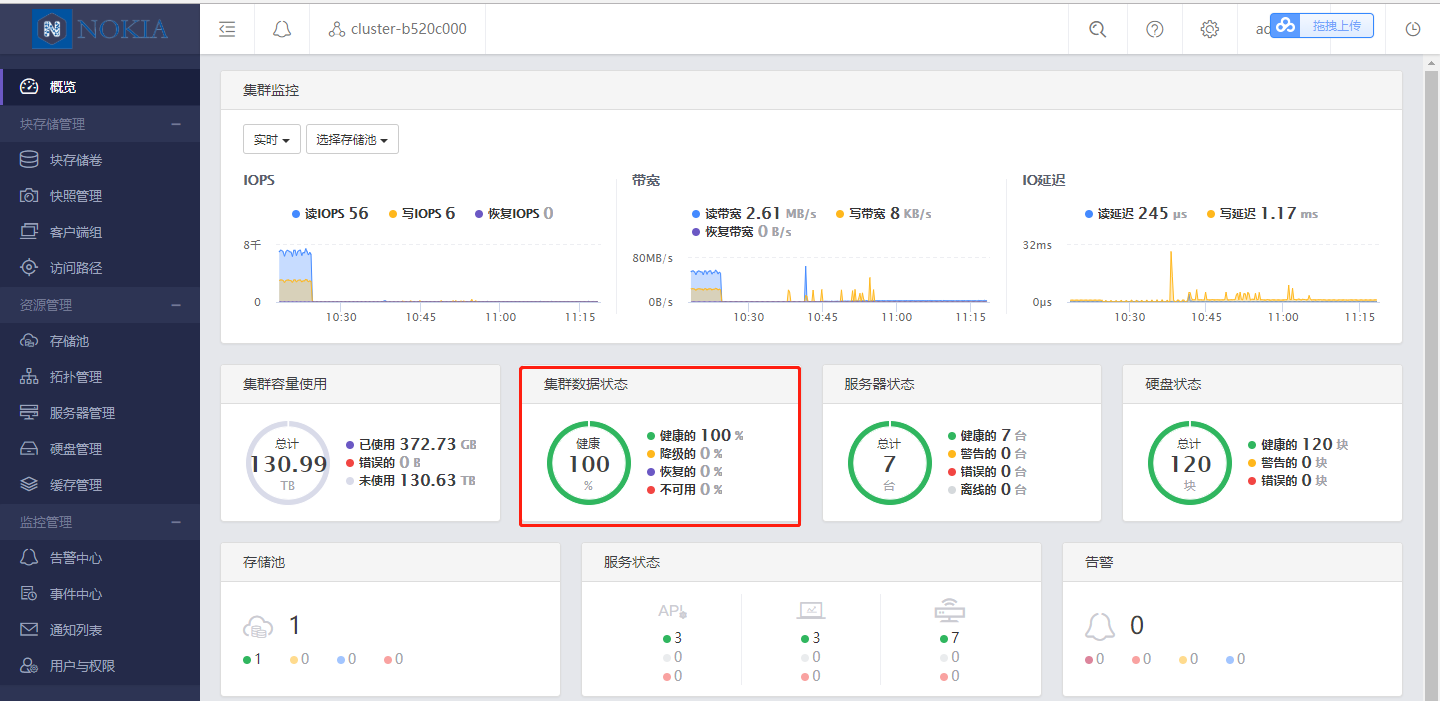 NOKIA
cluster-b520c000
拖拽上传
概览
块存储管理
块存储卷
快照管理
客户端组
访问路径
资源管理
存储池
拓扑管理
服务器管理
硬盘管理
缓存管理
监控管理
告警中心
事件中心
通知列表
用户与权限
集群监控
实时
选择存储池
IOPS
读IOPS 56
写IOPS 6
恢复IOPS 0
8千
0
10:30 10:45 11:00 11:15
带宽
读带宽 2.61 MB/s
写带宽 8 KB/s
恢复带宽 0 B/s
80MB/s
0B/s
10:30 10:45 11:00 11:15
IO延迟
读延迟 245 μs
写延迟 1.17 ms
32ms
0μs
10:30 10:45 11:00 11:15
集群容量使用
总计
130.99
TB
已使用 372.73 GB
错误的 0 B
未使用 130.63 TB
集群数据状态
健康
100
%
健康的 100 %
降级的 0 %
恢复的 0 %
不可用 0 %
服务器状态
总计
7
台
健康的 7 台
警告的 0 台
错误的 0 台
离线的 0 台
硬盘状态
总计
120
块
健康的 120 块
警告的 0 块
错误的 0 块
存储池
1
1 0 0 0
服务状态
API
3 3 7
0 0 0
0 0 0
告警
0
0 0 0 0